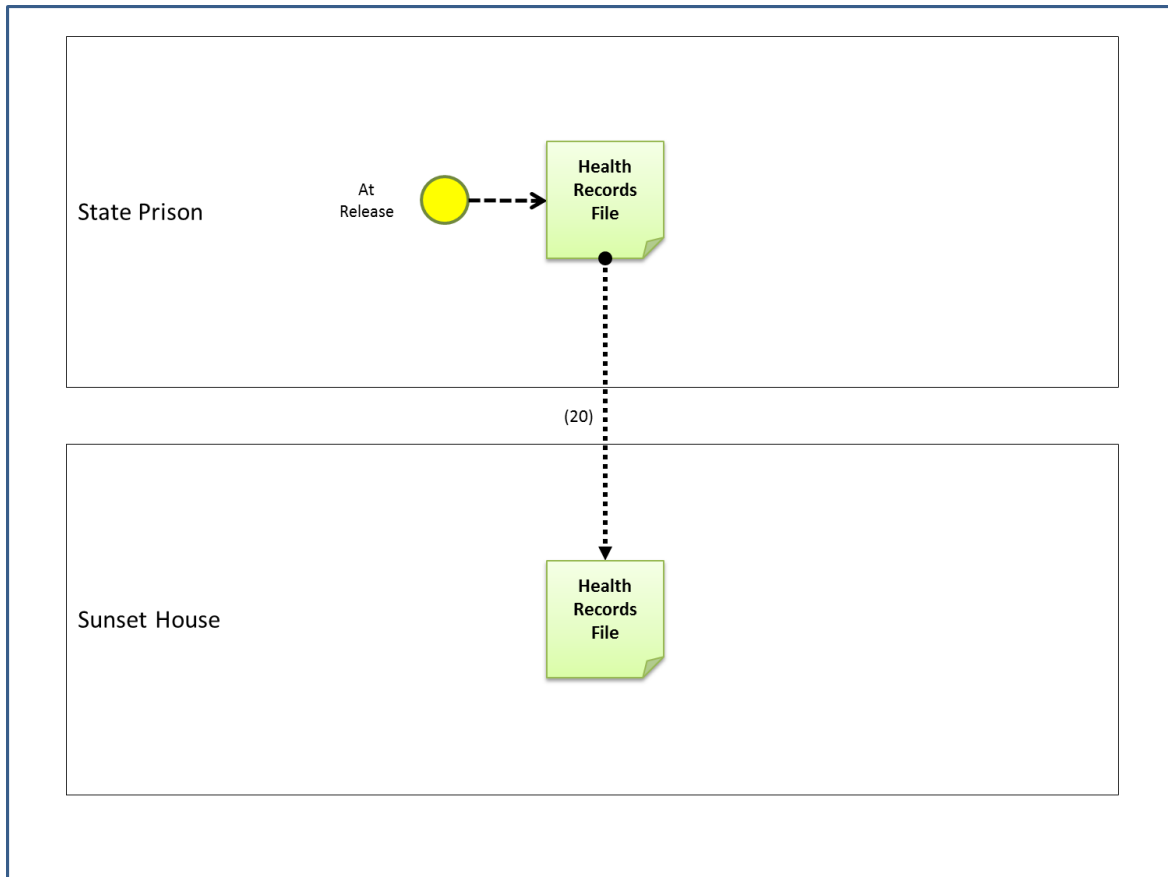 State Prison
At
Release
Health
Records
File
(20)
Sunset House
Health
Records
File